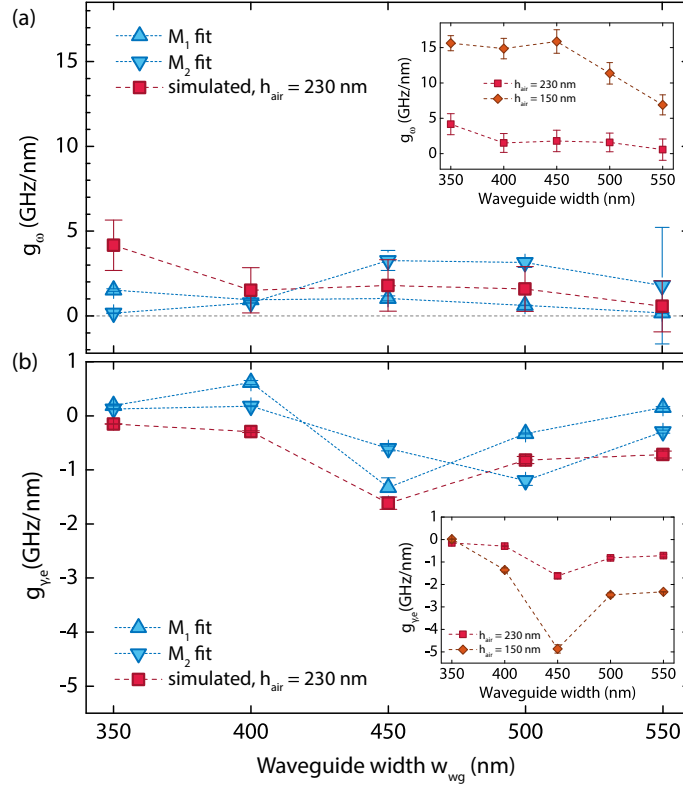 (a)
M1 fit
M2 fit
simulated, hair = 230 nm
gω (GHz/nm)
15
10
5
0
15
10
5
0
gω (GHz/nm)
hair = 230 nm
hair = 150 nm
350 400 450 500 550
Waveguide width (nm)
(b)
1
0
-1
-2
-3
-4
-5
gγ,e(GHz/nm)
M1 fit
M2 fit
simulated, hair = 230 nm
1
0
-1
-2
-3
-4
-5
gγ,e(GHz/nm)
hair = 230 nm
hair = 150 nm
350 400 450 500 550
Waveguide width (nm)
350 400 450 500 550
Waveguide width wwg (nm)